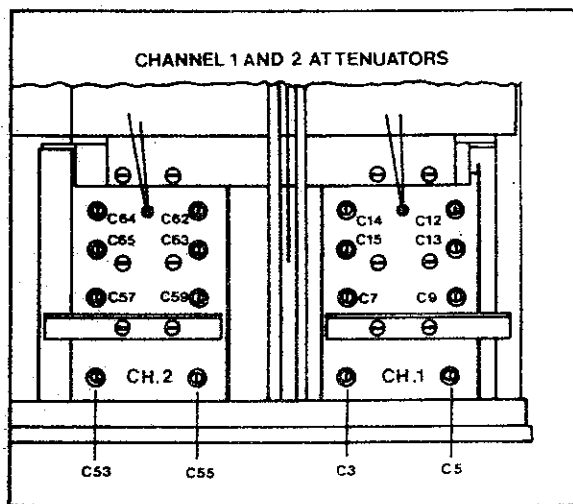 CHANNEL 1 AND 2 ATTENUATORS
C64 C62 C14 C12
C65 C63 C15 C13
C57 C59 C7 C9
CH.2 CH.1
C53 C55 C3 C5